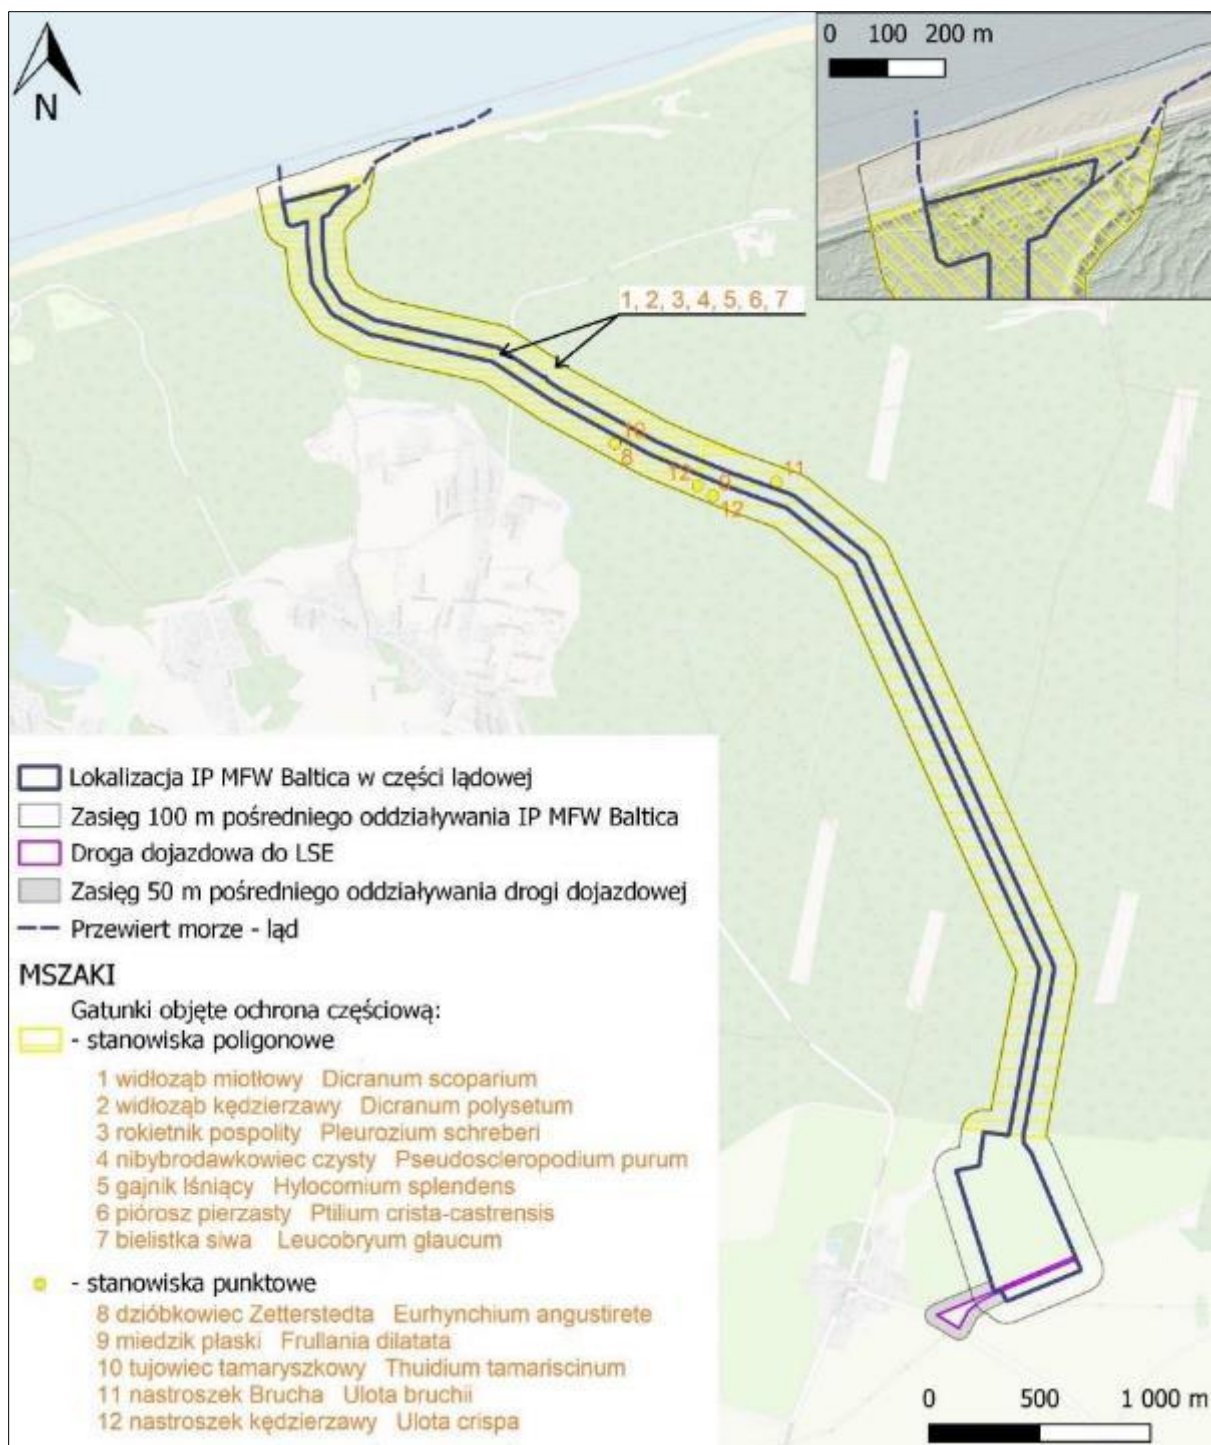 N
0 100 200 m
1, 2, 3, 4, 5, 6, 7
10
8
12
9
12
11
Lokalizacja IP MFW Baltica w części lądowej
Zasięg 100 m pośredniego oddziaływania IP MFW Baltica
Droga dojazdowa do LSE
Zasięg 50 m pośredniego oddziaływania drogi dojazdowej
Przewiert morze - ląd
MSZAKI
Gatunki objęte ochrona częściową:
- stanowiska poligonowe
1 widłoząb miotłowy Dicranum scoparium
2 widłoząb kędzierzawy Dicranum polysetum
3 rokietnik pospolity Pleurozium schreberi
4 nibybrodawkowiec czysty Pseudoscleropodium purum
5 gajnik lśniący Hylocomium splendens
6 piórosz pierzasty Ptilium crista-castrensis
7 bielistka siwa Leucobryum glaucum
- stanowiska punktowe
8 dzióbkowiec Zetterstedta Eurhynchium angustirete
9 miedzik płaski Frullania dilatata
10 tujowiec tamaryszkowy Thuidium tamariscinum
11 nastroszek Brucha Ulota bruchii
12 nastroszek kędzierzawy Ulota crispa
0 500 1 000 m